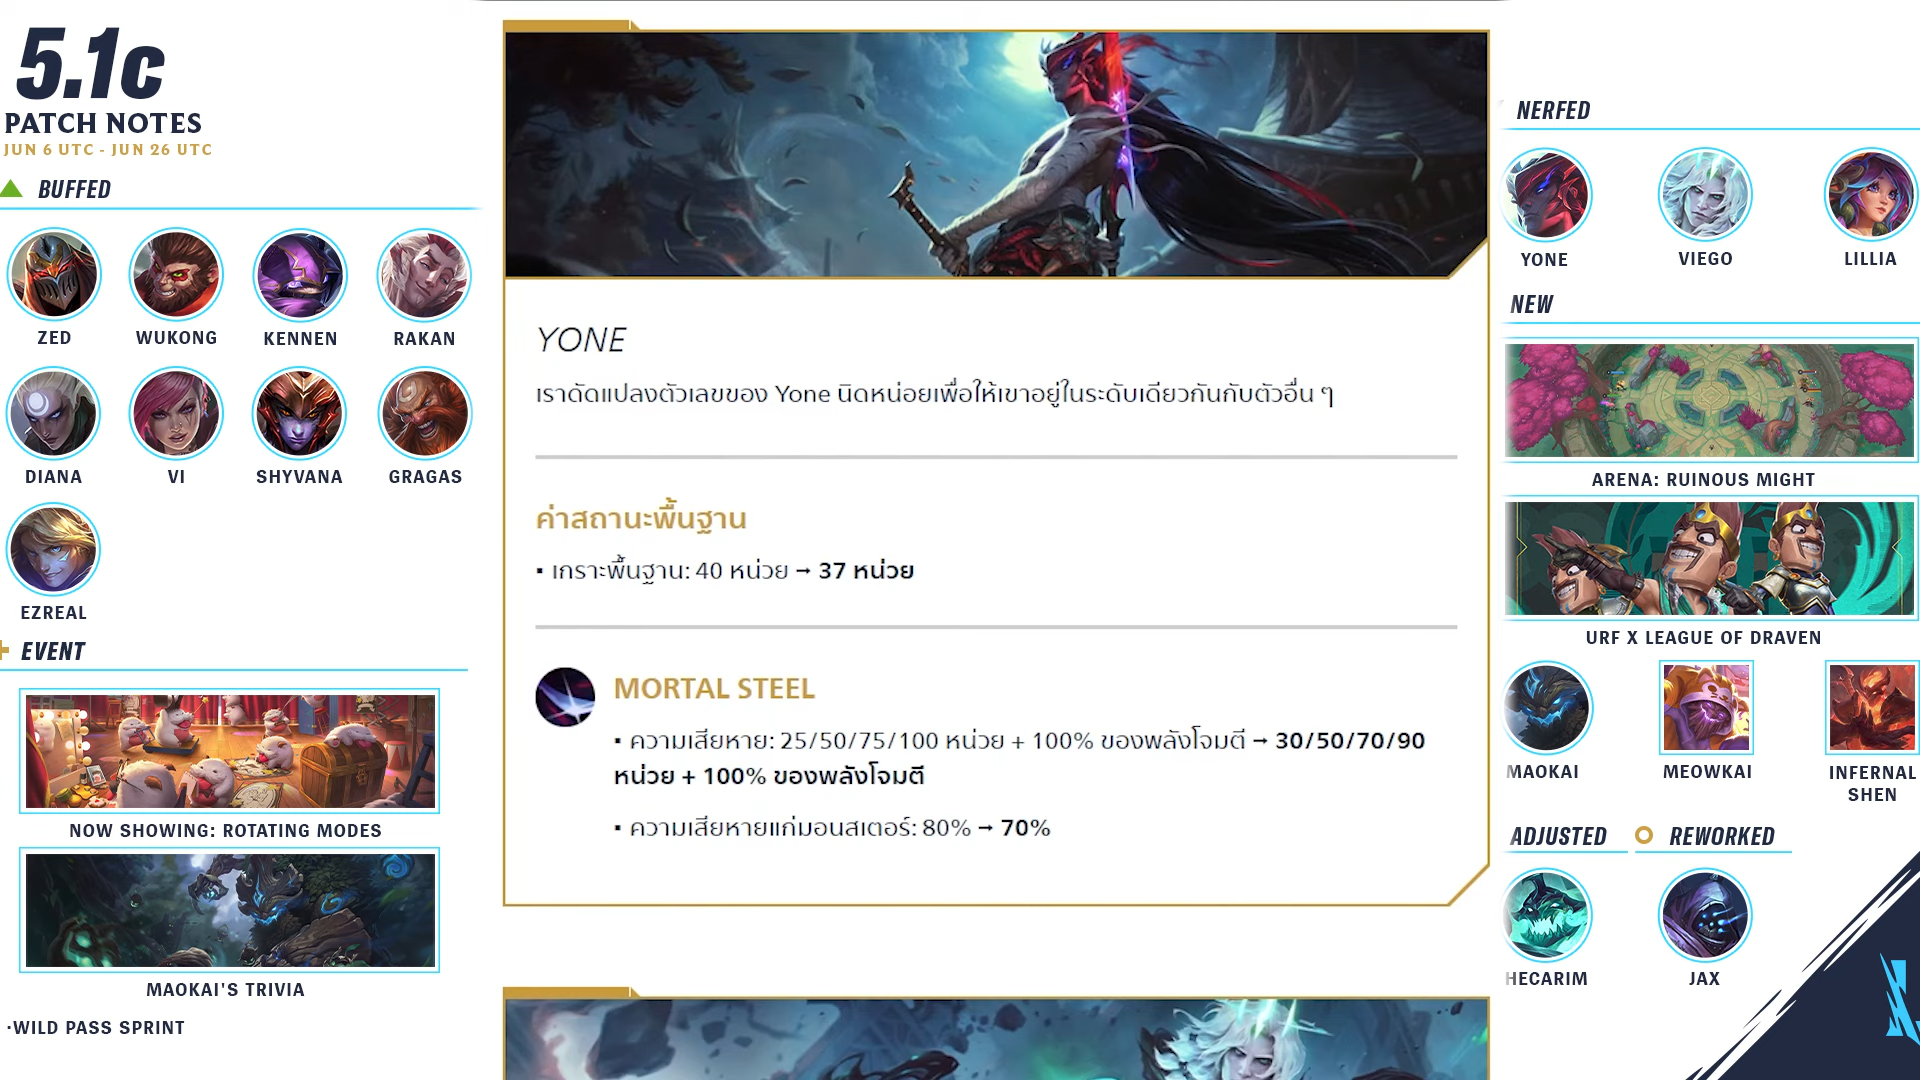 5.1c
PATCH NOTES
JUN 6 UTC - JUN 26 UTC
BUFFED
ZED
WUKONG
KENNEN
RAKAN
DIANA
VI
SHYVANA
GRAGAS
EZREAL
EVENT
NOW SHOWING: ROTATING MODES
MAOKAI'S TRIVIA
·WILD PASS SPRINT
YONE
เราดัดแปลงตัวเลขของ Yone นิดหน่อยเพื่อให้เขาอยู่ในระดับเดียวกันกับตัวอื่น ๆ
ค่าสถานะพื้นฐาน
▪ เกราะพื้นฐาน: 40 หน่วย → 37 หน่วย
MORTAL STEEL
▪ ความเสียหาย: 25/50/75/100 หน่วย + 100% ของพลังโจมตี → 30/50/70/90
หน่วย + 100% ของพลังโจมตี
▪ ความเสียหายแก่มอนสเตอร์: 80% → 70%
NERFED
YONE
VIEGO
LILLIA
NEW
ARENA: RUINOUS MIGHT
URF X LEAGUE OF DRAVEN
MAOKAI
MEOWKAI
INFERNAL
SHEN
ADJUSTED
REWORKED
HECARIM
JAX